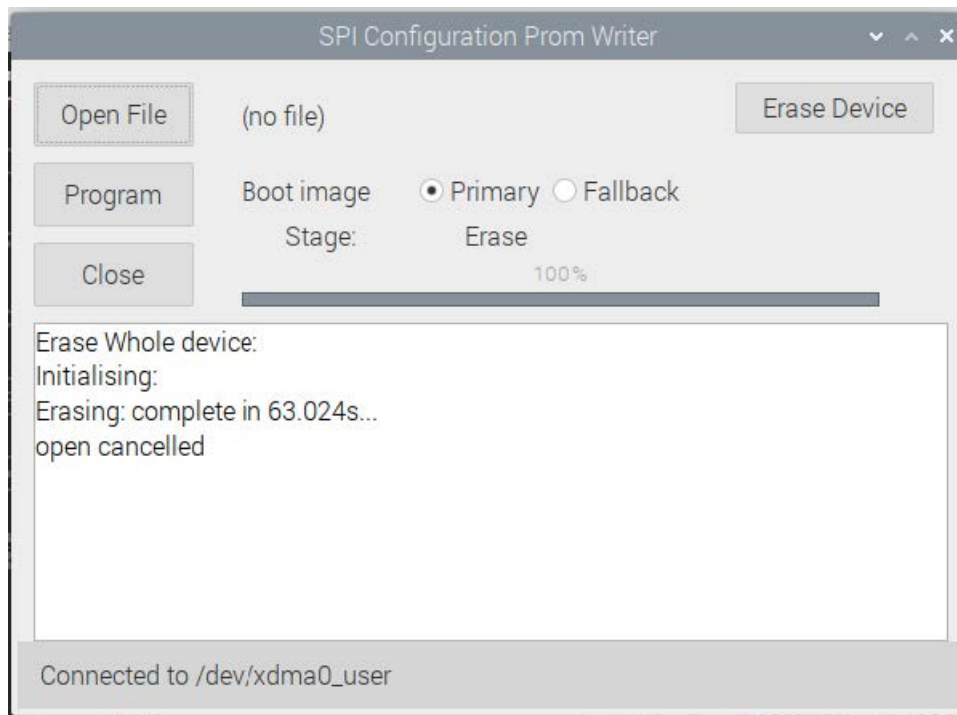 SPI Configuration Prom Writer
Open File
(no file)
Erase Device
Program
Boot image
Primary
Fallback
Stage:
Erase
Close
100%
Erase Whole device:
Initialising:
Erasing: complete in 63.024s...
open cancelled
Connected to /dev/xdma0_user